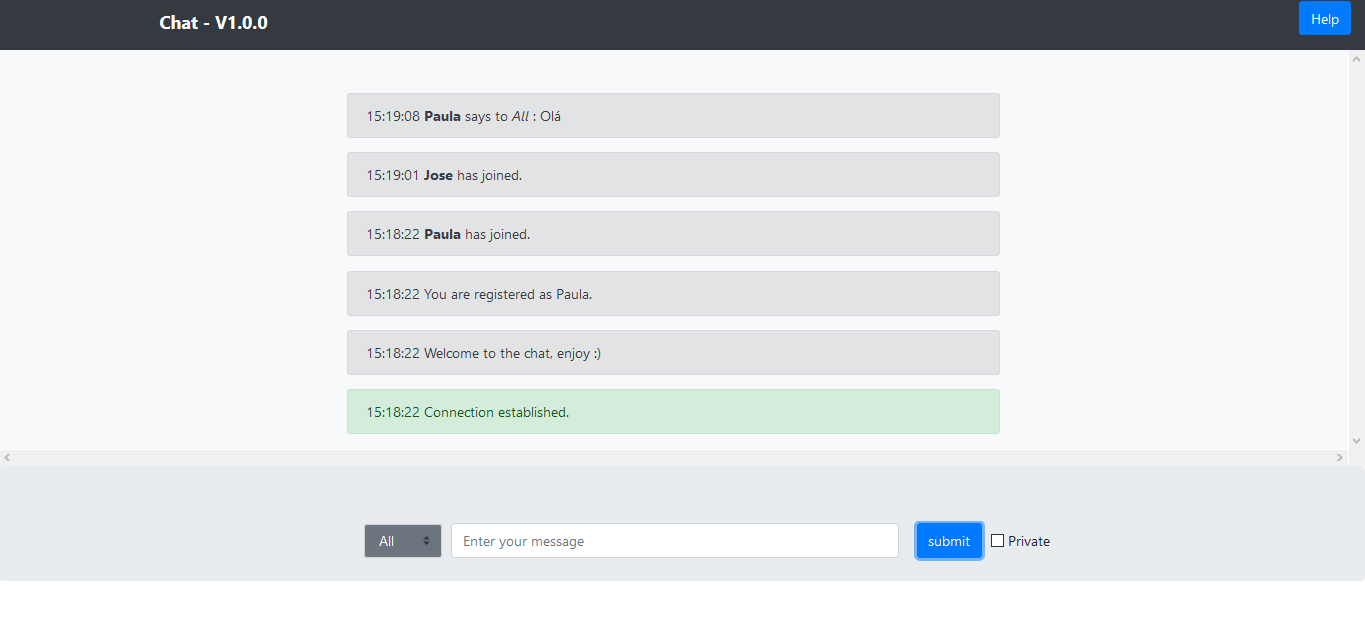 Chat - V1.0.0
Help
15:19:08 Paula says to All : Olá
15:19:01 Jose has joined.
15:18:22 Paula has joined.
15:18:22 You are registered as Paula.
15:18:22 Welcome to the chat, enjoy :)
15:18:22 Connection established.
All
Enter your message
submit
Private